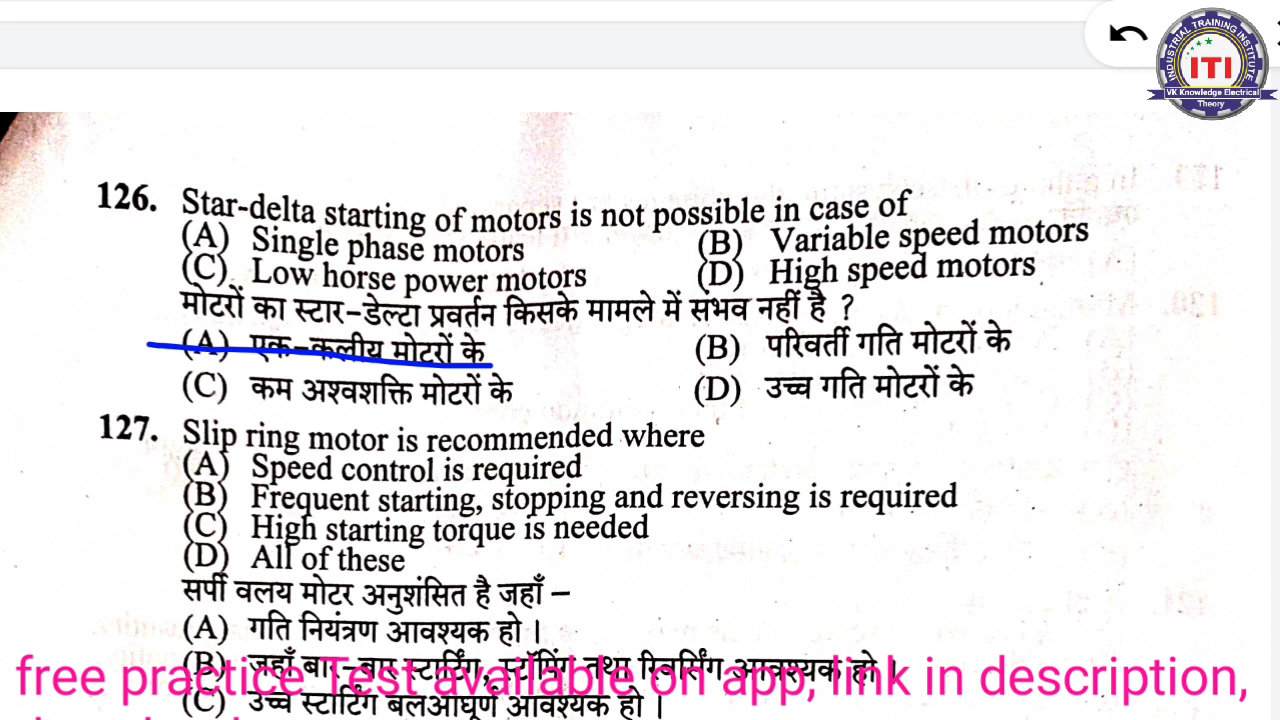 INDUSTRIAL TRAINING INSTITUTE
ITI
VK Knowledge Electrical
Theory
126. Star-delta starting of motors is not possible in case of
(A) Single phase motors (B) Variable speed motors
(C) Low horse power motors (D) High speed motors
मोटरों का स्टार-डेल्टा प्रवर्तन किसके मामले में संभव नहीं है ?
(A) एक-कलीय मोटरों के (B) परिवर्ती गति मोटरों के
(C) कम अश्वशक्ति मोटरों के (D) उच्च गति मोटरों के
127. Slip ring motor is recommended where
(A) Speed control is required
(B) Frequent starting, stopping and reversing is required
(C) High starting torque is needed
(D) All of these
सर्पी वलय मोटर अनुशंसित है जहाँ –
(A) गति नियंत्रण आवश्यक हो।
(B) जहाँ बार-बार स्टार्टिंग, स्टॉपिंग तथा रिवर्सिंग आवश्यक हो।
free practice Test available on app, link in description,
(C) उच्च स्टार्टिंग बलआघूर्ण आवश्यक हो।